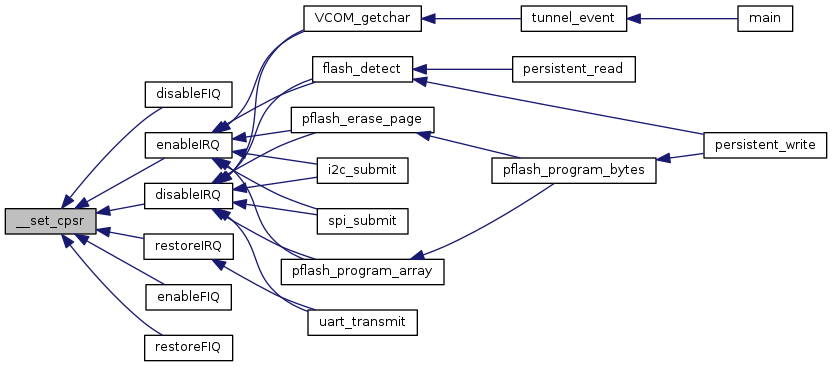 VCOM_getchar
tunnel_event
main
flash_detect
persistent_read
disableFIQ
pflash_erase_page
enableIRQ
persistent_write
i2c_submit
pflash_program_bytes
disableIRQ
__set_cpsr
spi_submit
restoreIRQ
pflash_program_array
enableFIQ
uart_transmit
restoreFIQ